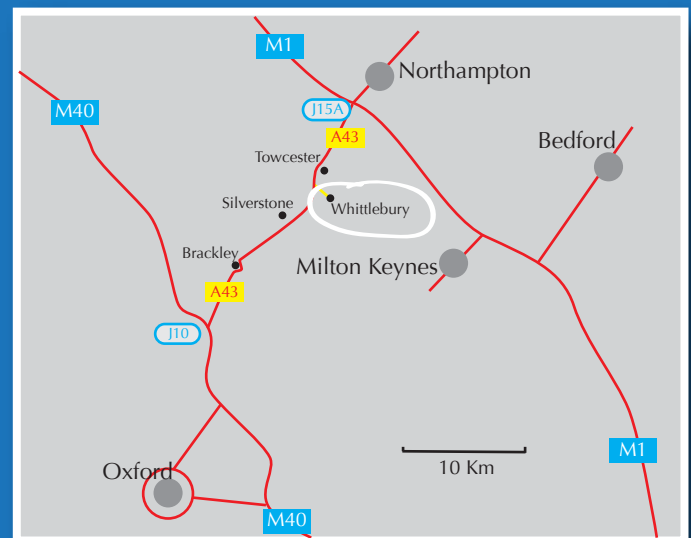 M1
Northampton
M40
J15A
A43
Bedford
Towcester
Silverstone
Whittlebury
Brackley
Milton Keynes
A43
J10
M1
10 Km
Oxford
M40